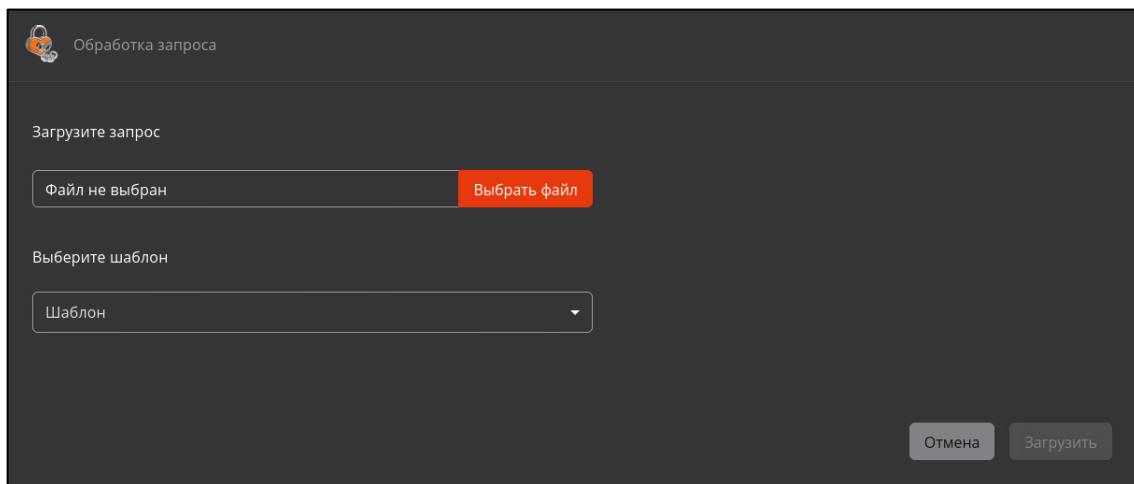 Обработка запроса
Загрузите запрос
Файл не выбран Выбрать файл
Выберите шаблон
Шаблон
Отмена Загрузить